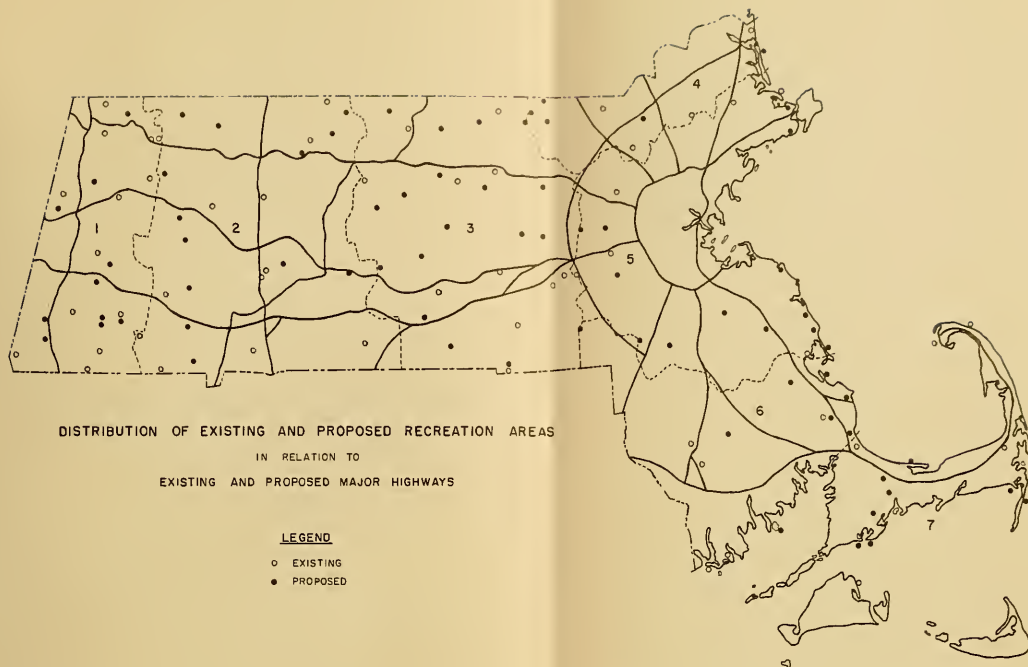 4
1
2
3
5
6
7
DISTRIBUTION OF EXISTING AND PROPOSED RECREATION AREAS
IN RELATION TO
EXISTING AND PROPOSED MAJOR HIGHWAYS
LEGEND
EXISTING
PROPOSED